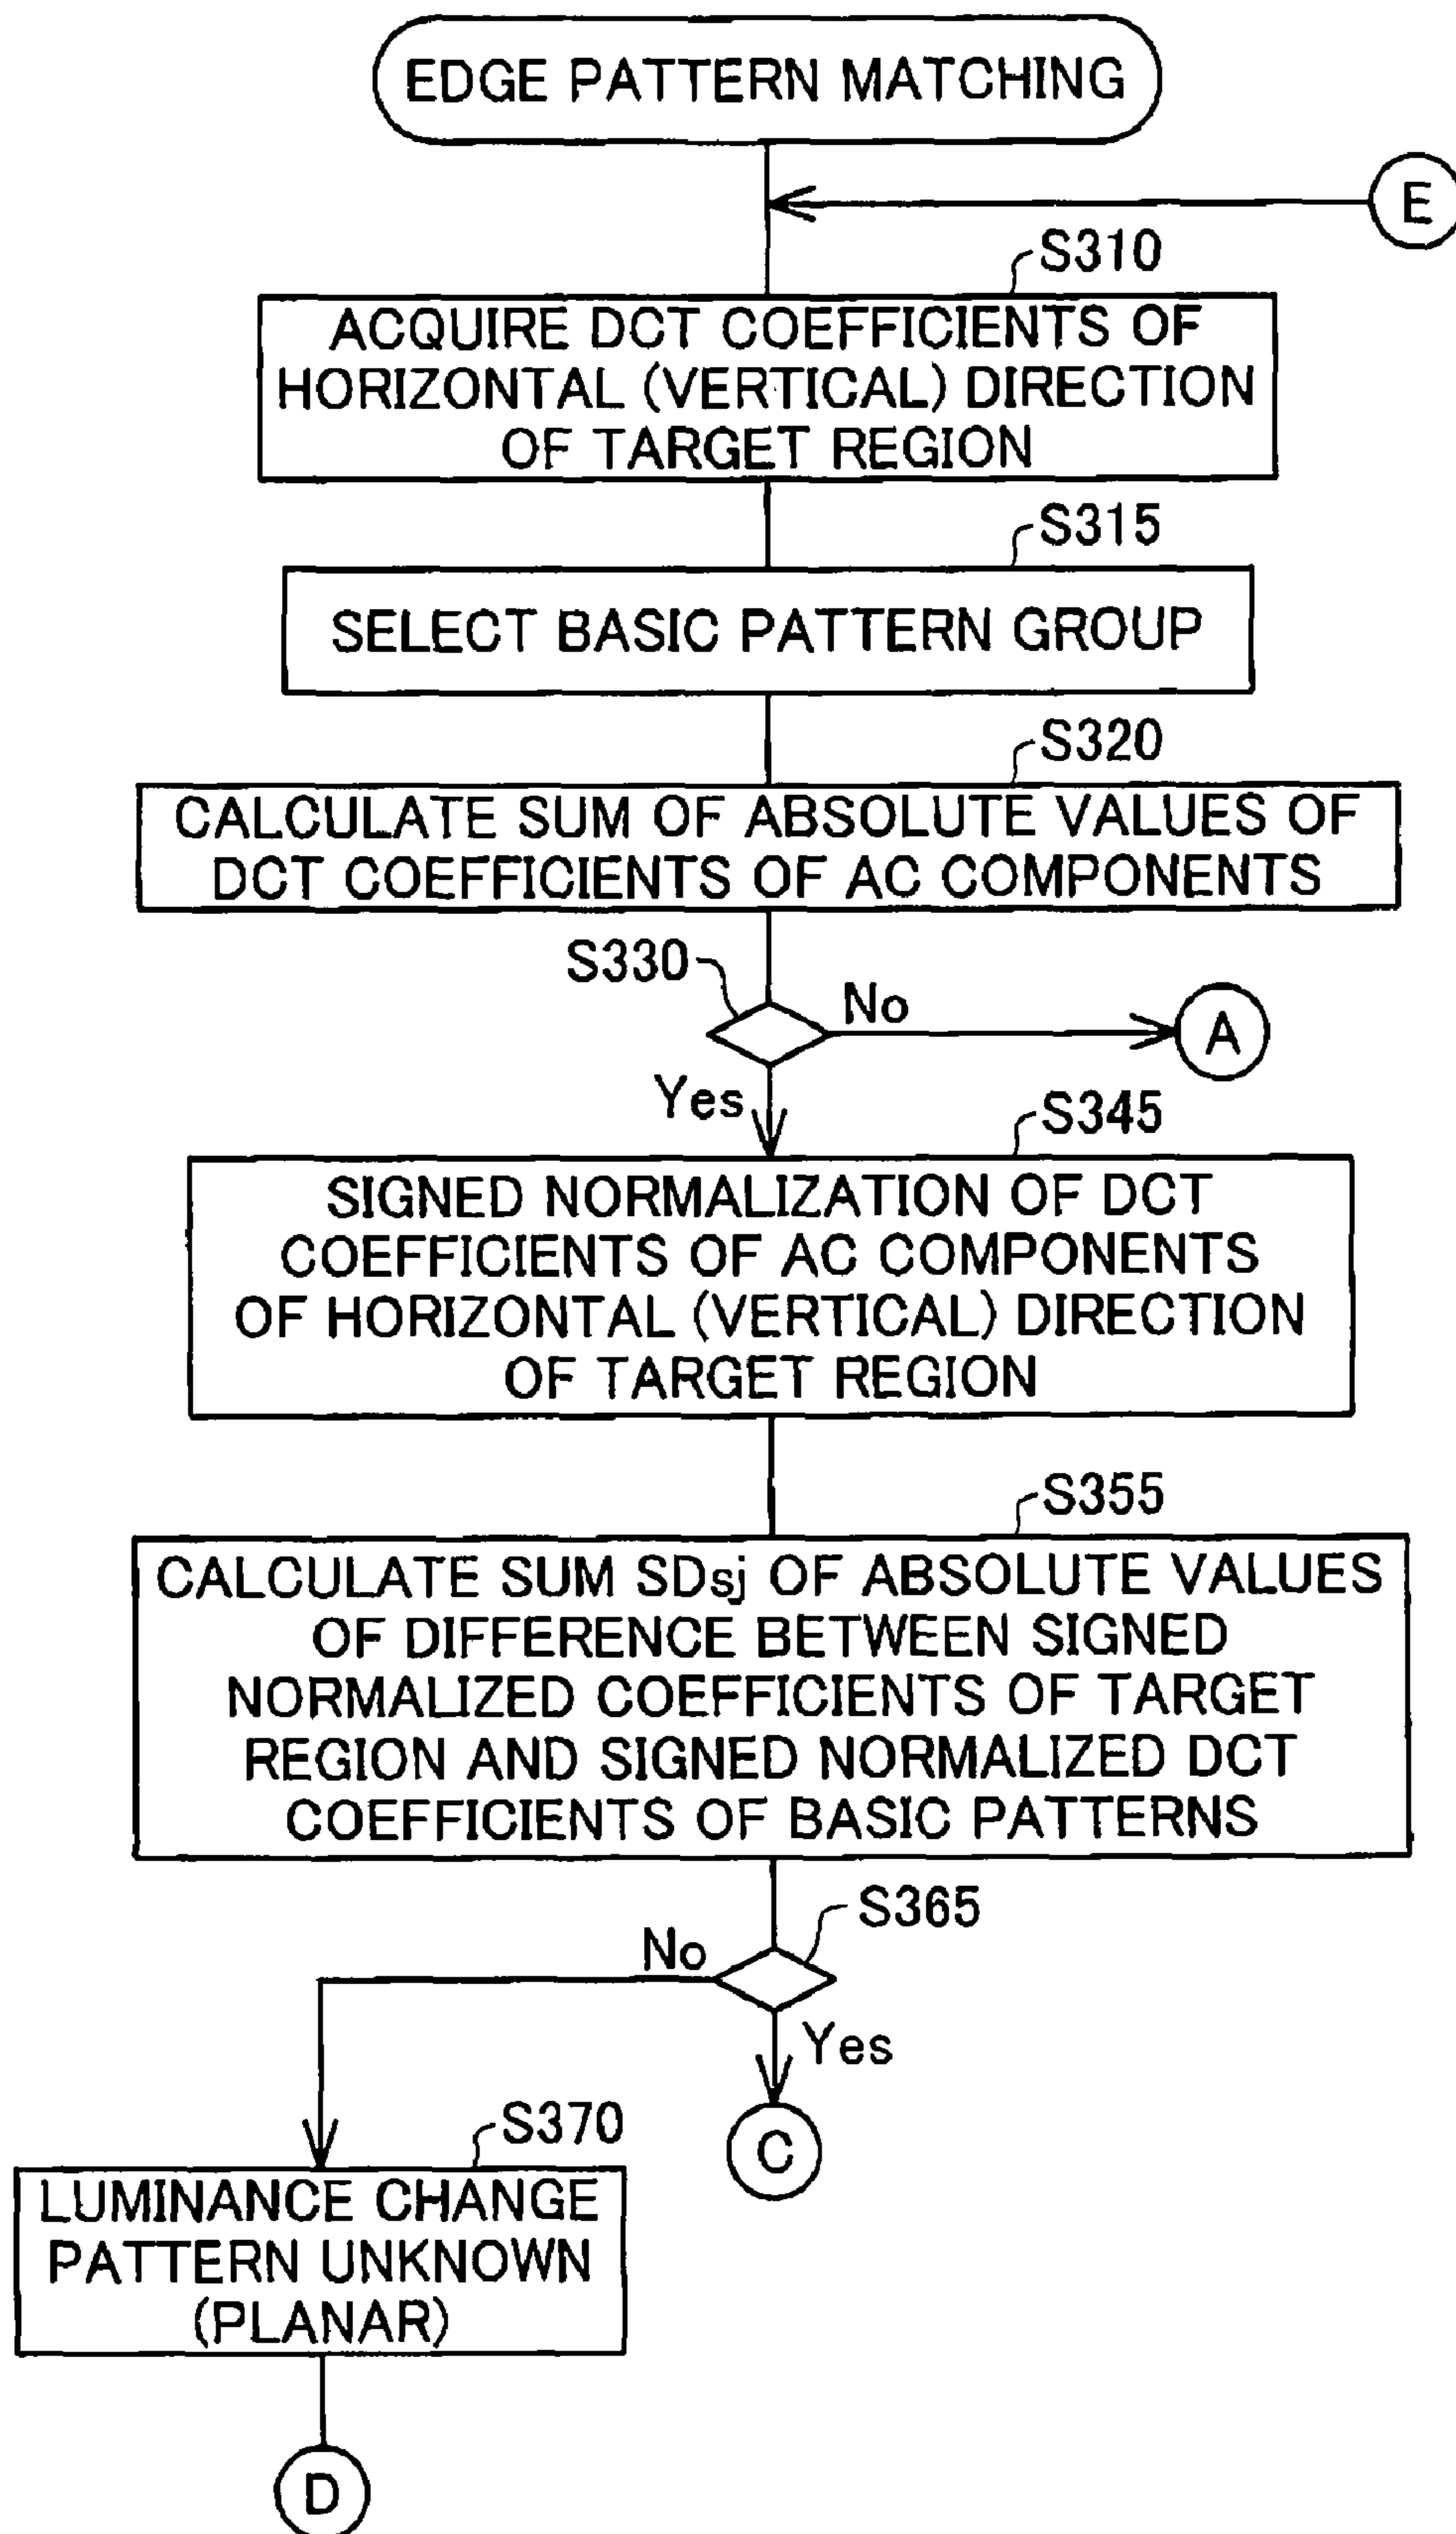 EDGE PATTERN MATCHING
E
S310
ACQUIRE DCT COEFFICIENTS OF
HORIZONTAL (VERTICAL) DIRECTION
OF TARGET REGION
S315
SELECT BASIC PATTERN GROUP
S320
CALCULATE SUM OF ABSOLUTE VALUES OF
DCT COEFFICIENTS OF AC COMPONENTS
S330
No
A
Yes
S345
SIGNED NORMALIZATION OF DCT
COEFFICIENTS OF AC COMPONENTS
OF HORIZONTAL (VERTICAL) DIRECTION
OF TARGET REGION
S355
CALCULATE SUM SDsj OF ABSOLUTE VALUES
OF DIFFERENCE BETWEEN SIGNED
NORMALIZED COEFFICIENTS OF TARGET
REGION AND SIGNED NORMALIZED DCT
COEFFICIENTS OF BASIC PATTERNS
S365
No
Yes
C
S370
LUMINANCE CHANGE
PATTERN UNKNOWN
(PLANAR)
D